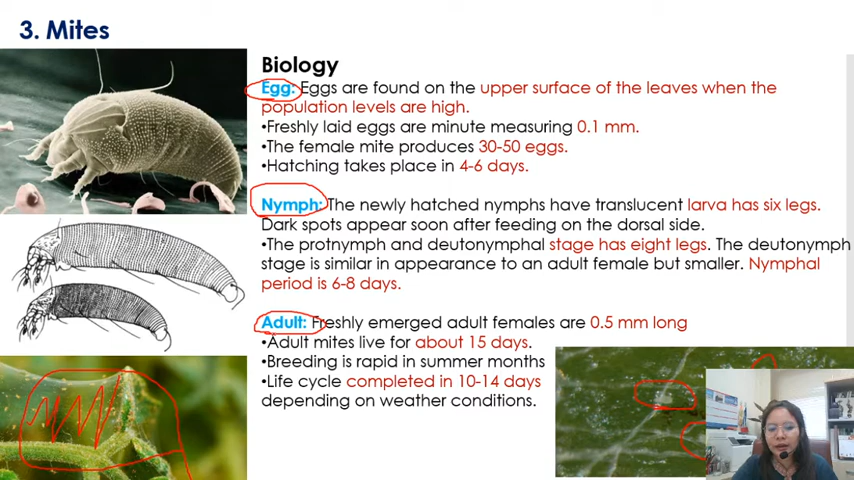 3. Mites
Biology
Egg: Eggs are found on the upper surface of the leaves when the
population levels are high.
•Freshly laid eggs are minute measuring 0.1 mm.
•The female mite produces 30-50 eggs.
•Hatching takes place in 4-6 days.
Nymph: The newly hatched nymphs have translucent larva has six legs.
Dark spots appear soon after feeding on the dorsal side.
•The protnymph and deutonymphal stage has eight legs. The deutonymph
stage is similar in appearance to an adult female but smaller. Nymphal
period is 6-8 days.
Adult: Freshly emerged adult females are 0.5 mm long
•Adult mites live for about 15 days.
•Breeding is rapid in summer months
•Life cycle completed in 10-14 days
depending on weather conditions.